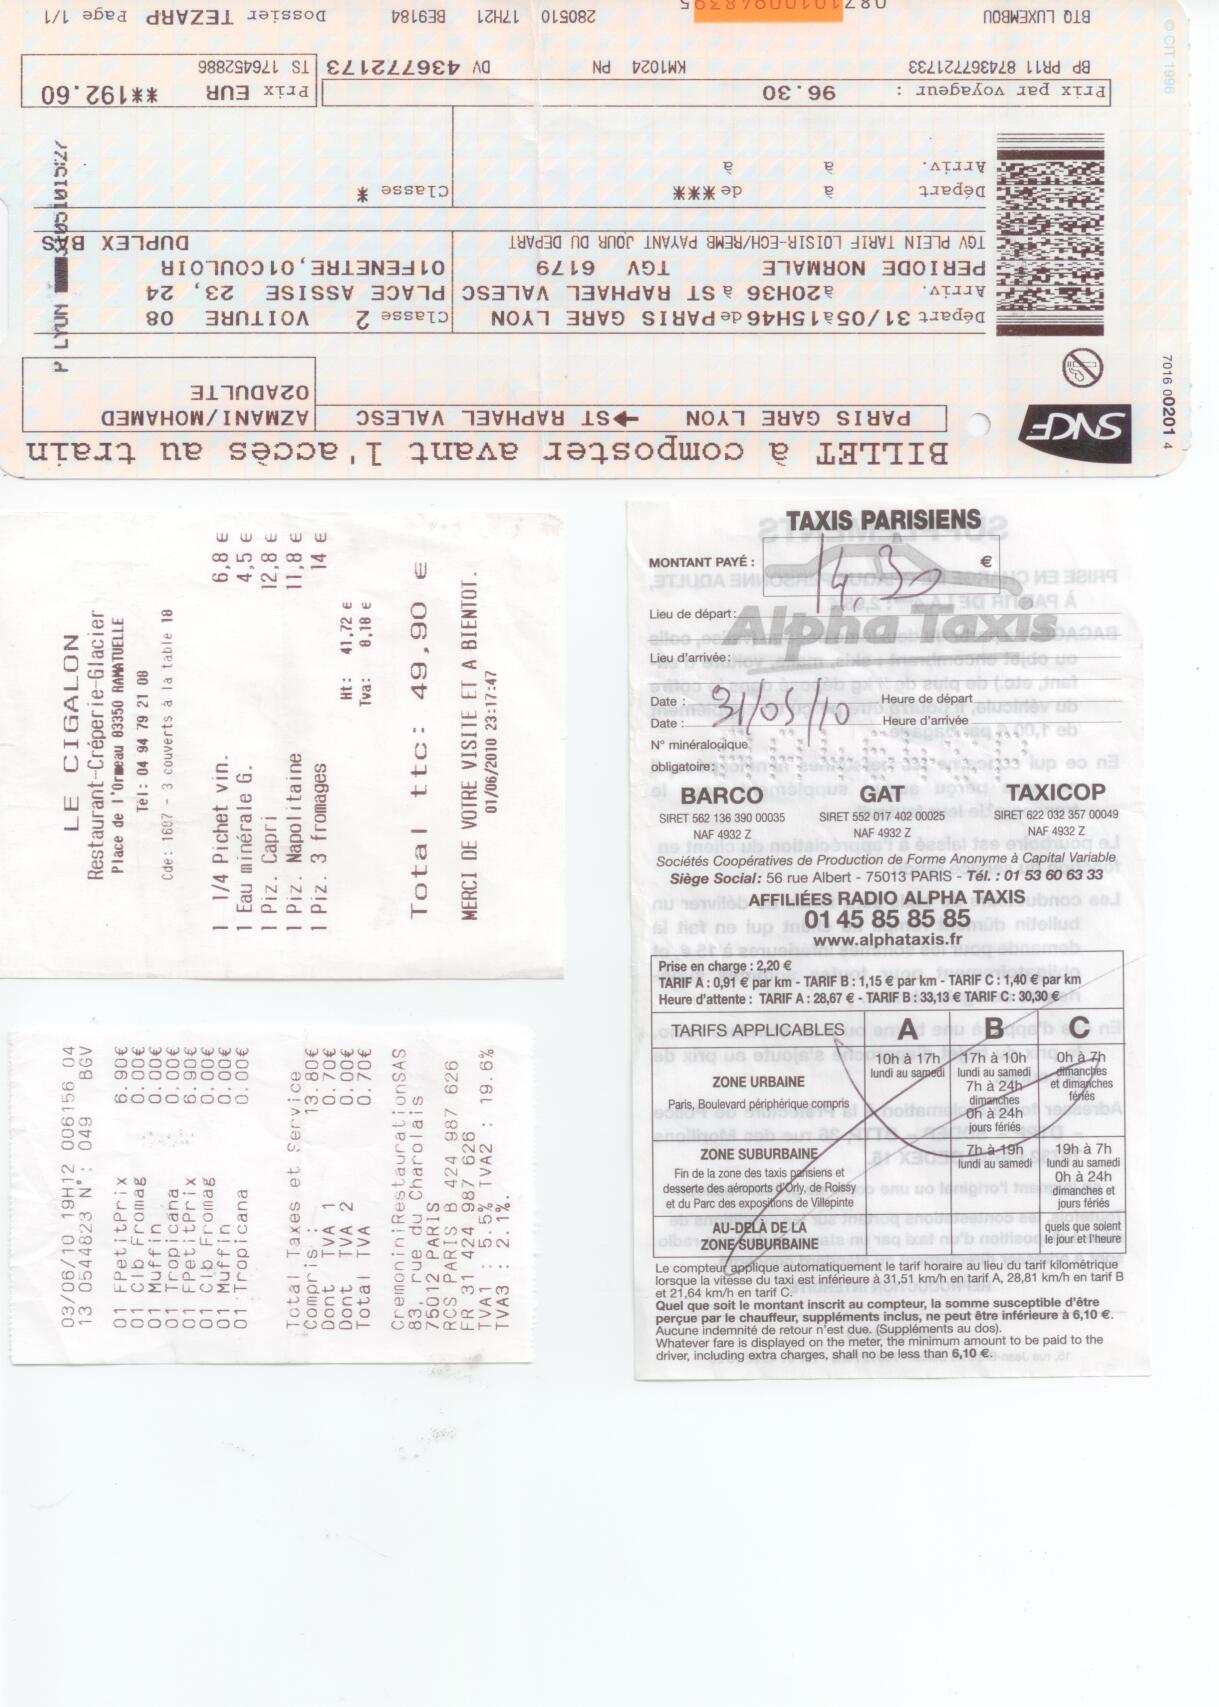 BILLET à composter avant l'accès au train
SNCF
PARIS GARE LYON → ST RAPHAEL VALESC
AZMANI/MOHAMED
02ADULTE
7016 002014
P LYON
Départ 31/05 à 15H46 de PARIS GARE LYON
Classe 2 VOITURE 08
Arriv. à 20H36 à ST RAPHAEL VALESC
PLACE ASSISE 23, 24
PERIODE NORMALE TGV 6179
01FENETRE,01COULOIR
TGV PLEIN TARIF LOISIR-ECH/REMB PAYANT JOUR DU DEPART
DUPLEX BAS
Départ à de ***
Classe *
Arriv. à à
Prix par voyageur : 96.30
Prix EUR **192.60
BP PR11 874367721733 KM1024 PN DV 436772173 TS 176452886
BTQ LUXEMBOU
280510 17H21 BE9184 Dossier TEZARP Page 1/1
© CIT 1996
LE CIGALON
Restaurant-Crêperie-Glacier
Place de l'Ormeau 83350 RAMATUELLE
Tél: 04 94 79 21 08
Cde: 1607 - 3 couverts à la table 18
1 1/4 Pichet vin. 6,8 €
1 Eau minérale G. 4,5 €
1 Piz. Capri 12,8 €
1 Piz. Napolitaine 11,8 €
1 Piz. 3 fromages 14 €
Ht: 41,72 €
Tva: 8,18 €
Total ttc: 49,90 €
MERCI DE VOTRE VISITE ET A BIENTOT.
01/06/2010 23:17:47
03/06/10 19H12 006156 04
13 0544823 N°: 049 BGV
01 FPetitPrix 6.90€
01 Clb Fromag 0.00€
01 Muffin 0.00€
01 Tropicana 0.00€
01 FPetitPrix 6.90€
01 Clb Fromag 0.00€
01 Muffin 0.00€
01 Tropicana 0.00€
Total Taxes et Service
Compris : 13.80€
Dont TVA 1 0.70€
Dont TVA 2 0.00€
Total TVA 0.70€
CremoniniRestaurationSAS
83, rue du Charolais
75012 PARIS
RCS PARIS B 424 987 626
FR 31 424 987 626
TVA1 : 5.5% TVA2 : 19.6%
TVA3 : 2.1%.
TAXIS PARISIENS
MONTANT PAYÉ : 14,30 €
Lieu de départ:
Alpha Taxis
Lieu d'arrivée:
Date : 31/05/10 Heure de départ
Date : Heure d'arrivée
N° minéralogique
obligatoire:
BARCO GAT TAXICOP
SIRET 562 136 390 00035 SIRET 552 017 402 00025 SIRET 622 032 357 00049
NAF 4932 Z NAF 4932 Z NAF 4932 Z
Sociétés Coopératives de Production de Forme Anonyme à Capital Variable
Siège Social: 56 rue Albert - 75013 PARIS - Tél. : 01 53 60 63 33
AFFILIÉES RADIO ALPHA TAXIS
01 45 85 85 85
www.alphataxis.fr
Prise en charge : 2,20 €
TARIF A : 0,91 € par km - TARIF B : 1,15 € par km - TARIF C : 1,40 € par km
Heure d'attente : TARIF A : 28,67 € - TARIF B : 33,13 € TARIF C : 30,30 €
TARIFS APPLICABLES A B C
ZONE URBAINE
Paris, Boulevard périphérique compris
10h à 17h
lundi au samedi
17h à 10h
lundi au samedi
7h à 24h
dimanches
0h à 24h
jours fériés
0h à 7h
dimanches
et dimanches
fériés
ZONE SUBURBAINE
Fin de la zone des taxis parisiens et
desserte des aéroports d'Orly, de Roissy
et du Parc des expositions de Villepinte
7h à 19h
lundi au samedi
19h à 7h
lundi au samedi
0h à 24h
dimanches et
jours fériés
AU-DELÀ DE LA
ZONE SUBURBAINE
quels que soient
le jour et l'heure
Le compteur applique automatiquement le tarif horaire au lieu du tarif kilométrique
lorsque la vitesse du taxi est inférieure à 31,51 km/h en tarif A, 28,81 km/h en tarif B
et 21,64 km/h en tarif C.
Quel que soit le montant inscrit au compteur, la somme susceptible d'être
perçue par le chauffeur, suppléments inclus, ne peut être inférieure à 6,10 €.
Aucune indemnité de retour n'est due. (Suppléments au dos).
Whatever fare is displayed on the meter, the minimum amount to be paid to the
driver, including extra charges, shall no be less than 6,10 €.